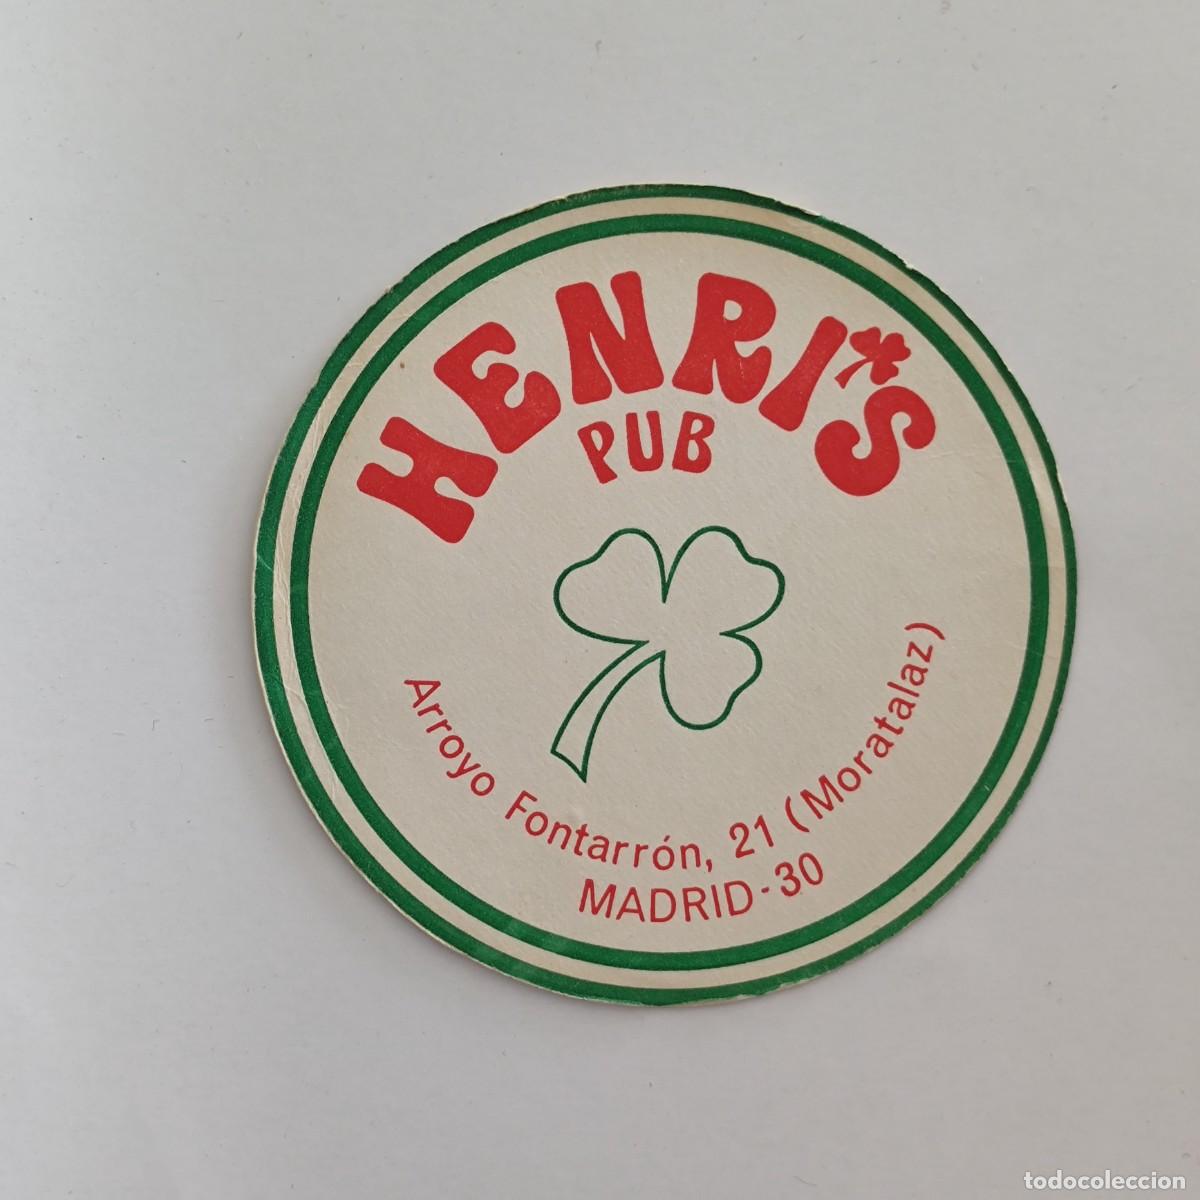 HENRI'S
PUB
Arroyo Fontarrón, 21 (Moratalaz)
MADRID-30
todocoleccion